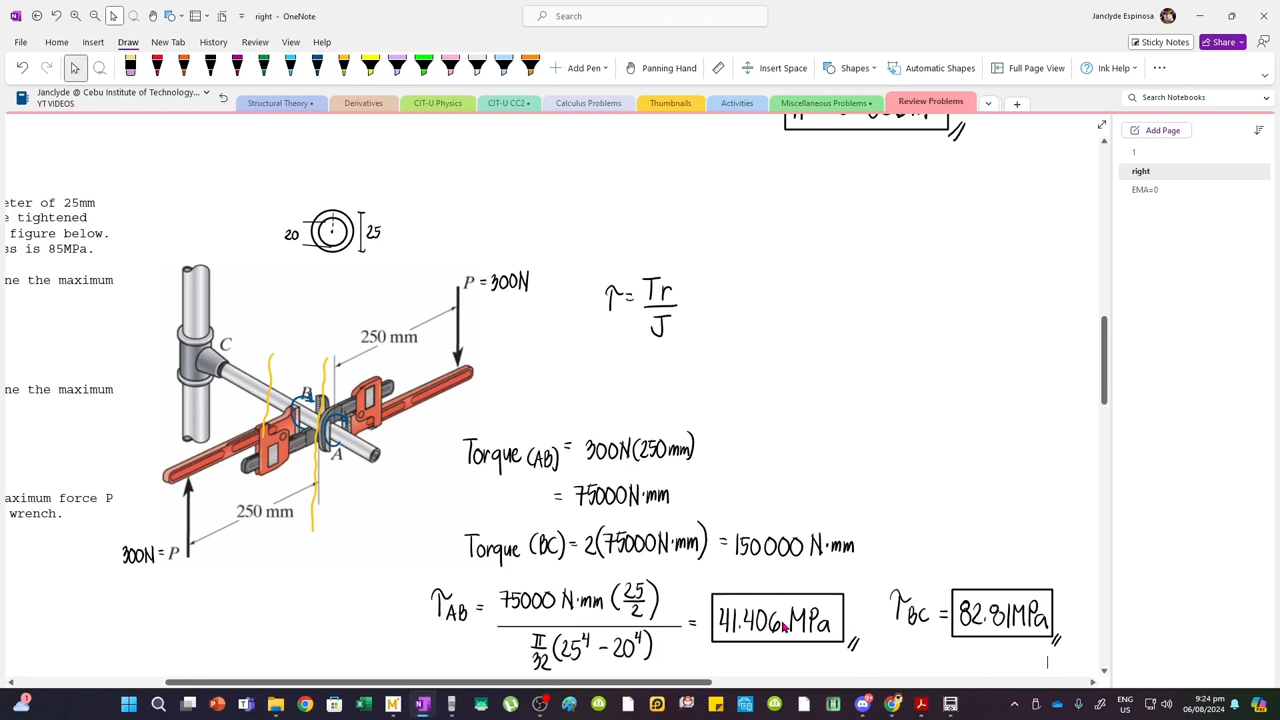 right - OneNote
Search
Janclyde Espinosa
File Home Insert Draw New Tab History Review View Help
Sticky Notes Share
Add Pen Panning Hand Insert Space Shapes Automatic Shapes Full Page View Ink Help
Janclyde @ Cebu Institute of Technology...
YT VIDEOS
Structural Theory Derivatives CIT-U Physics CIT-U CC2 Calculus Problems Thumbnails Activities Miscellaneous Problems Review Problems
Search Notebooks
Add Page
1
right
EMA=0
eter of 25mm
e tightened
figure below.
ss is 85MPa.
ne the maximum
ne the maximum
aximum force P
wrench.
20 25
P = 300N
250 mm
C
B
A
250 mm
300N = P
τ = Tr/J
Torque (AB) = 300N(250mm)
= 75000N·mm
Torque (BC) = 2(75000N·mm) = 150000 N·mm
τAB = 75000 N·mm (25/2) / π/32 (25⁴ - 20⁴) = 41.406 MPa
τBC = 82.81MPa
1
9+
ENG
US
9:24 pm
06/08/2024